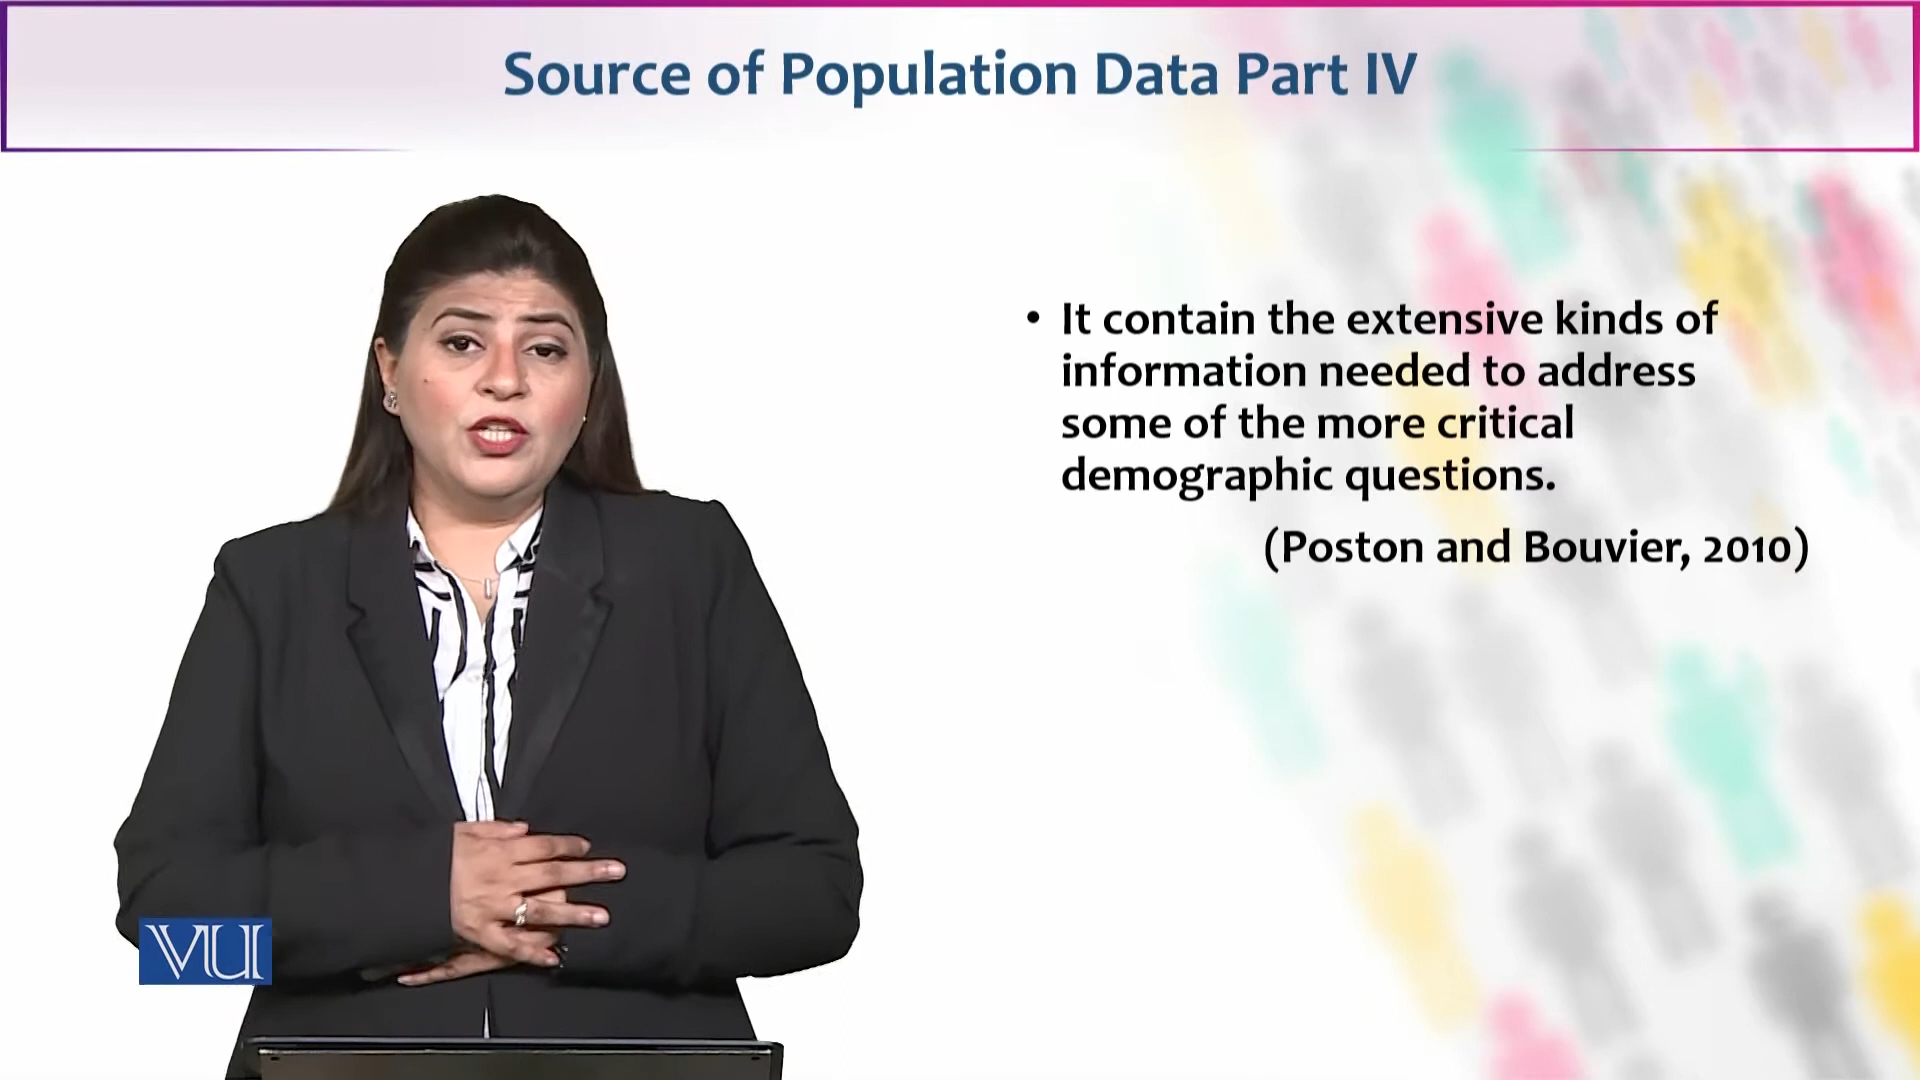 Source of Population Data Part IV
• It contain the extensive kinds of
information needed to address
some of the more critical
demographic questions.
(Poston and Bouvier, 2010)
VU